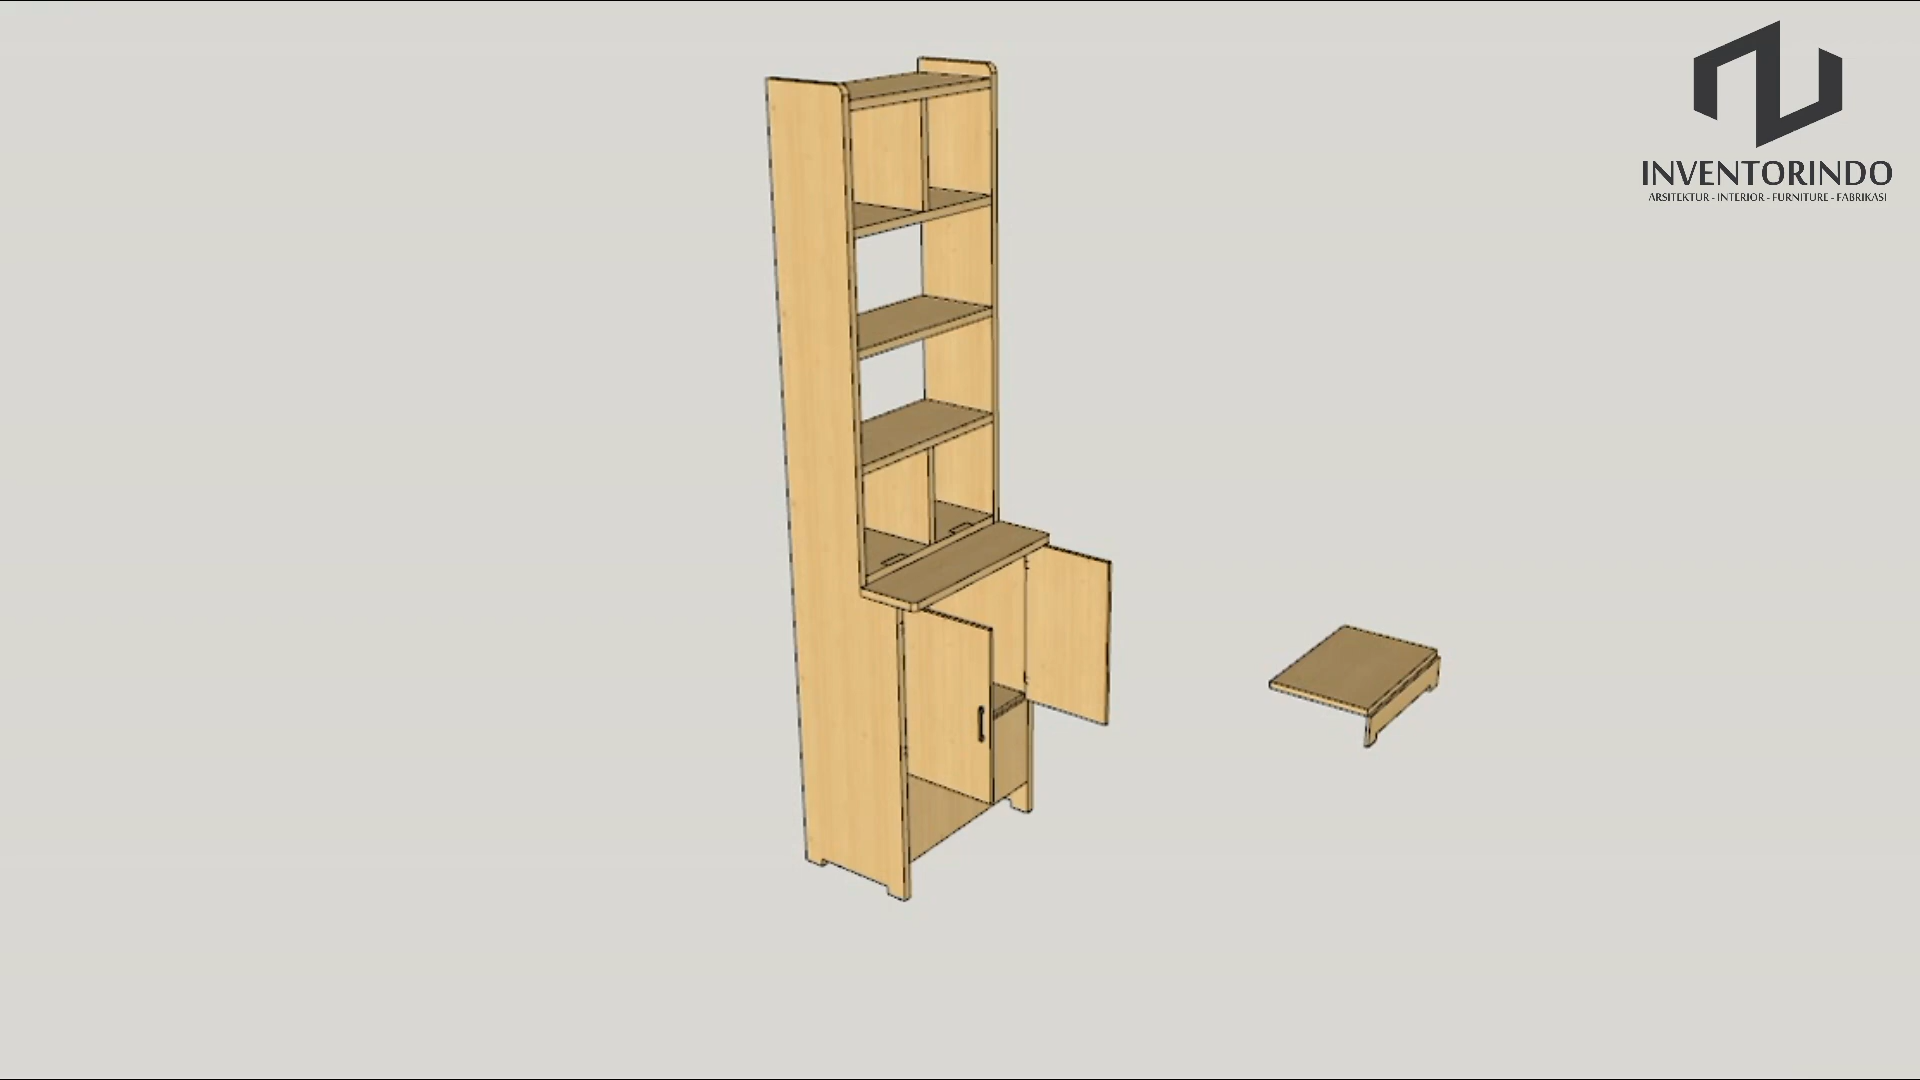 INVENTORINDO
ARSITEKTUR - INTERIOR - FURNITURE - FABRIKASI